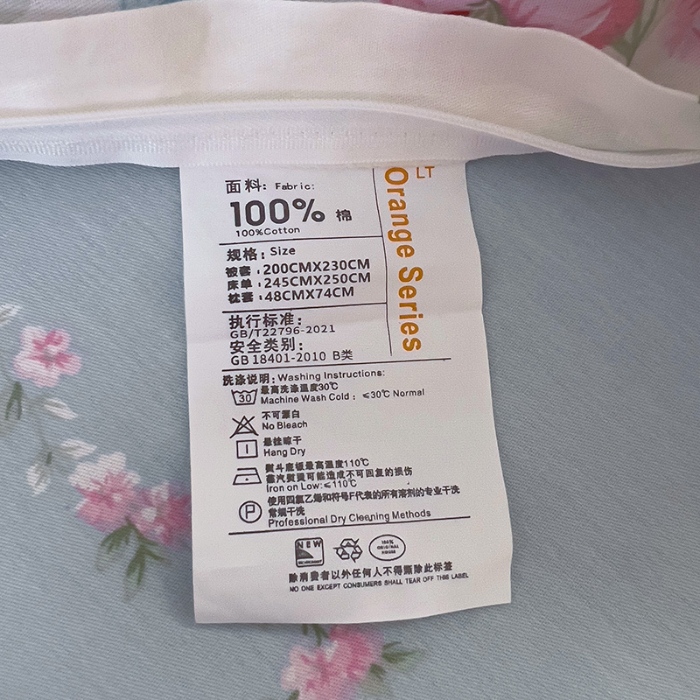 面料: Fabric:
100% 棉
100%Cotton
规格: Size
被套:200CMX230CM
床单:245CMX250CM
枕套:48CMX74CM
LT
Orange Series
执行标准:
GB/T22796-2021
安全类别:
GB 18401-2010 B类
洗涤说明: Washing Instructions:
30
最高洗涤温度30℃
Machine Wash Cold : ≤30℃ Normal
不可漂白
No Bleach
悬挂晾干
Hang Dry
熨斗底板最高温度110℃
蒸汽熨烫可能造成不可回复的损伤
Iron on Low:≤110℃
P
使用四氯乙烯和符号F代表的所有溶剂的专业干洗
常规干洗
Professional Dry Cleaning Methods
NEW
100%
ORIGINAL
除消费者以外任何人不得撕除此标签
NO ONE EXCEPT CONSUMERS SHALL TEAR OFF THIS LABEL